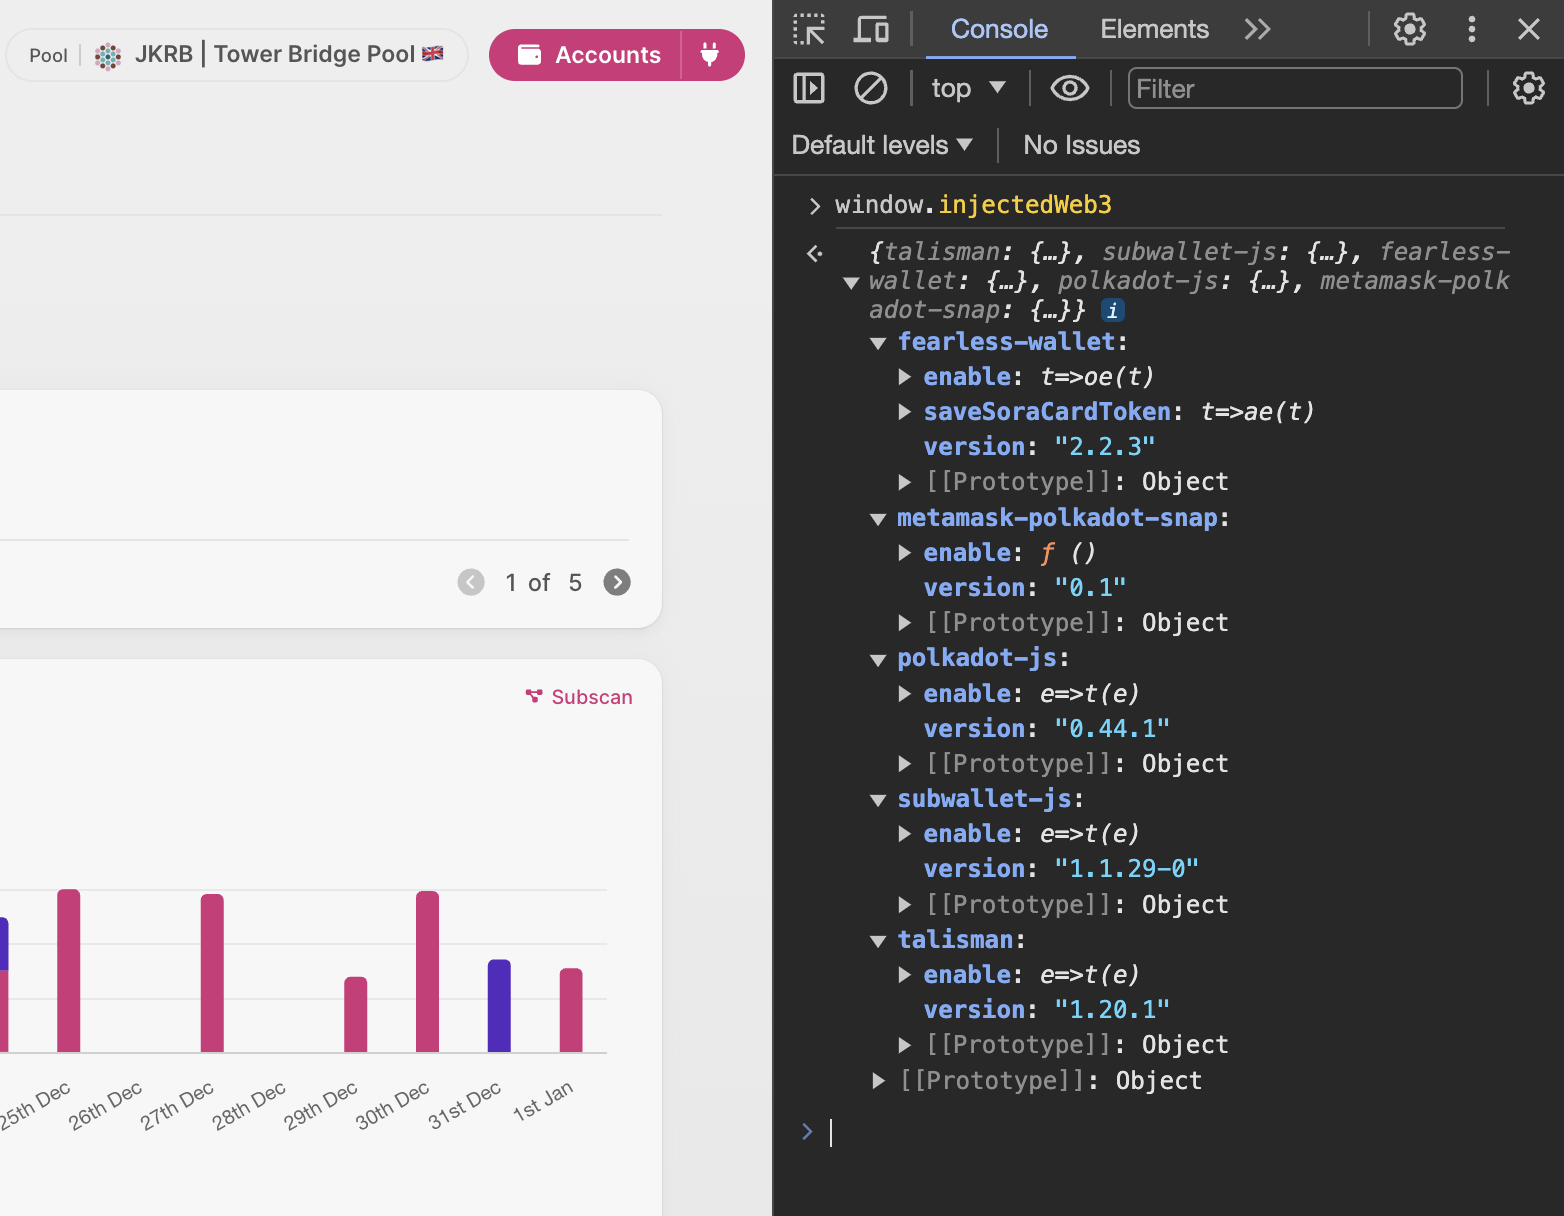 Pool
JKRB | Tower Bridge Pool 🇬🇧
Accounts
1 of 5
Subscan
25th Dec
26th Dec
27th Dec
28th Dec
29th Dec
30th Dec
31st Dec
1st Jan
Console
Elements
top
Filter
Default levels
No Issues
window.injectedWeb3
{talisman: {…}, subwallet-js: {…}, fearless-
wallet: {…}, polkadot-js: {…}, metamask-polk
adot-snap: {…}} i
fearless-wallet:
enable: t=>oe(t)
saveSoraCardToken: t=>ae(t)
version: "2.2.3"
[[Prototype]]: Object
metamask-polkadot-snap:
enable: ƒ ()
version: "0.1"
[[Prototype]]: Object
polkadot-js:
enable: e=>t(e)
version: "0.44.1"
[[Prototype]]: Object
subwallet-js:
enable: e=>t(e)
version: "1.1.29-0"
[[Prototype]]: Object
talisman:
enable: e=>t(e)
version: "1.20.1"
[[Prototype]]: Object
[[Prototype]]: Object